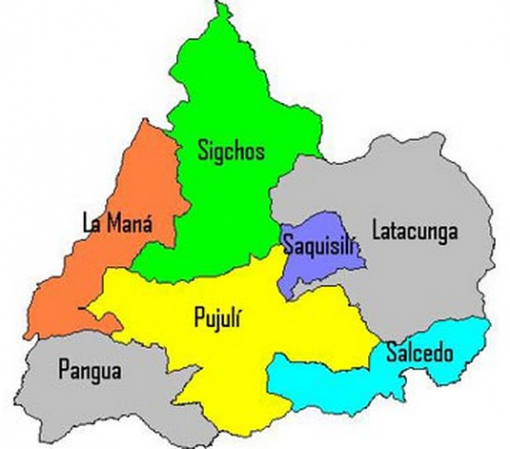 Sigchos
La Maná
Saquisilí
Latacunga
Pujulí
Salcedo
Pangua